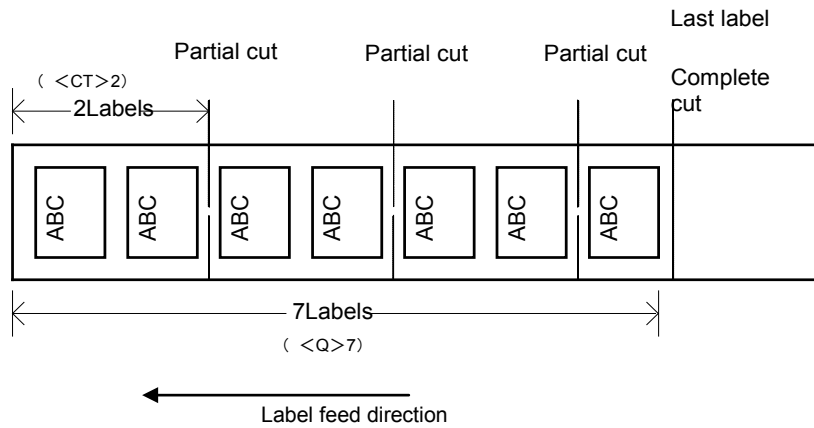 Last label
Partial cut Partial cut Partial cut
Complete
cut
( <CT>2)
2Labels
ABC ABC ABC ABC ABC ABC ABC
7Labels
( <Q>7)
Label feed direction